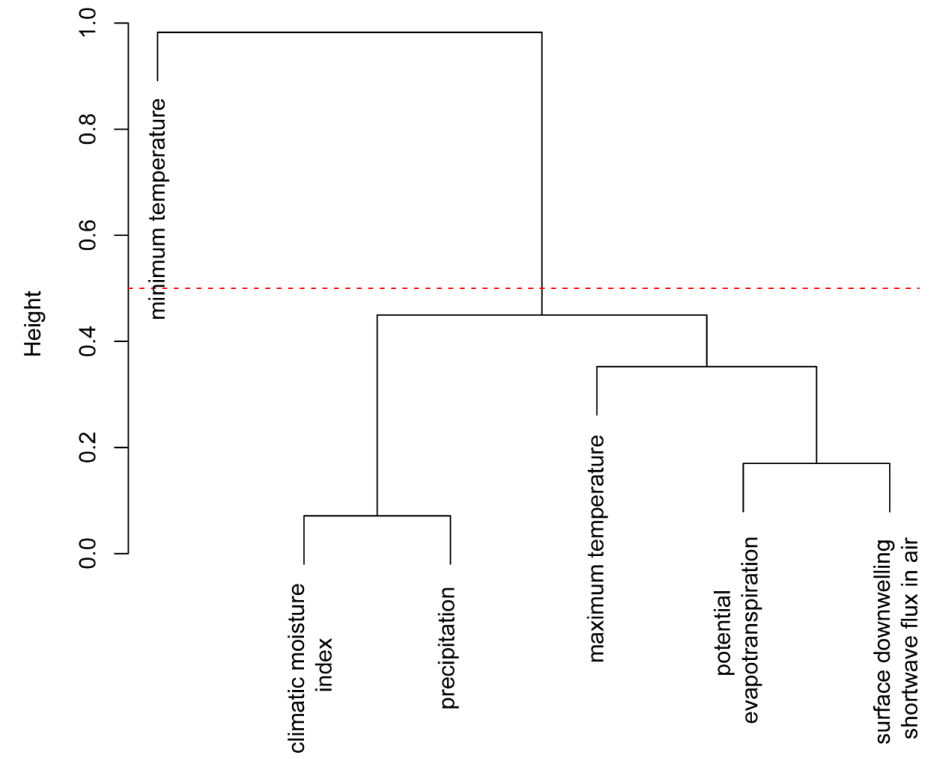 Height
1.0
0.8
0.6
0.4
0.2
0.0
minimum temperature
climatic moisture
index
precipitation
maximum temperature
potential
evapotranspiration
surface downwelling
shortwave flux in air